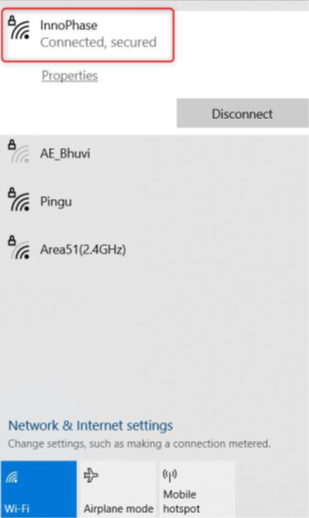 InnoPhase
Connected, secured
Properties
Disconnect
AE_Bhuvi
Pingu
Area51(2.4GHz)
Network & Internet settings
Change settings, such as making a connection metered.
Wi-Fi
Airplane mode
Mobile
hotspot